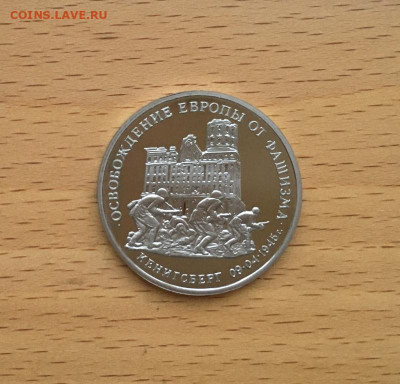 COINS.LAVE.RU
· ОСВОБОЖДЕНИЕ ЕВРОПЫ ОТ ФАШИЗМА ·
КЕНИГСБЕРГ 09·04·1945 г.